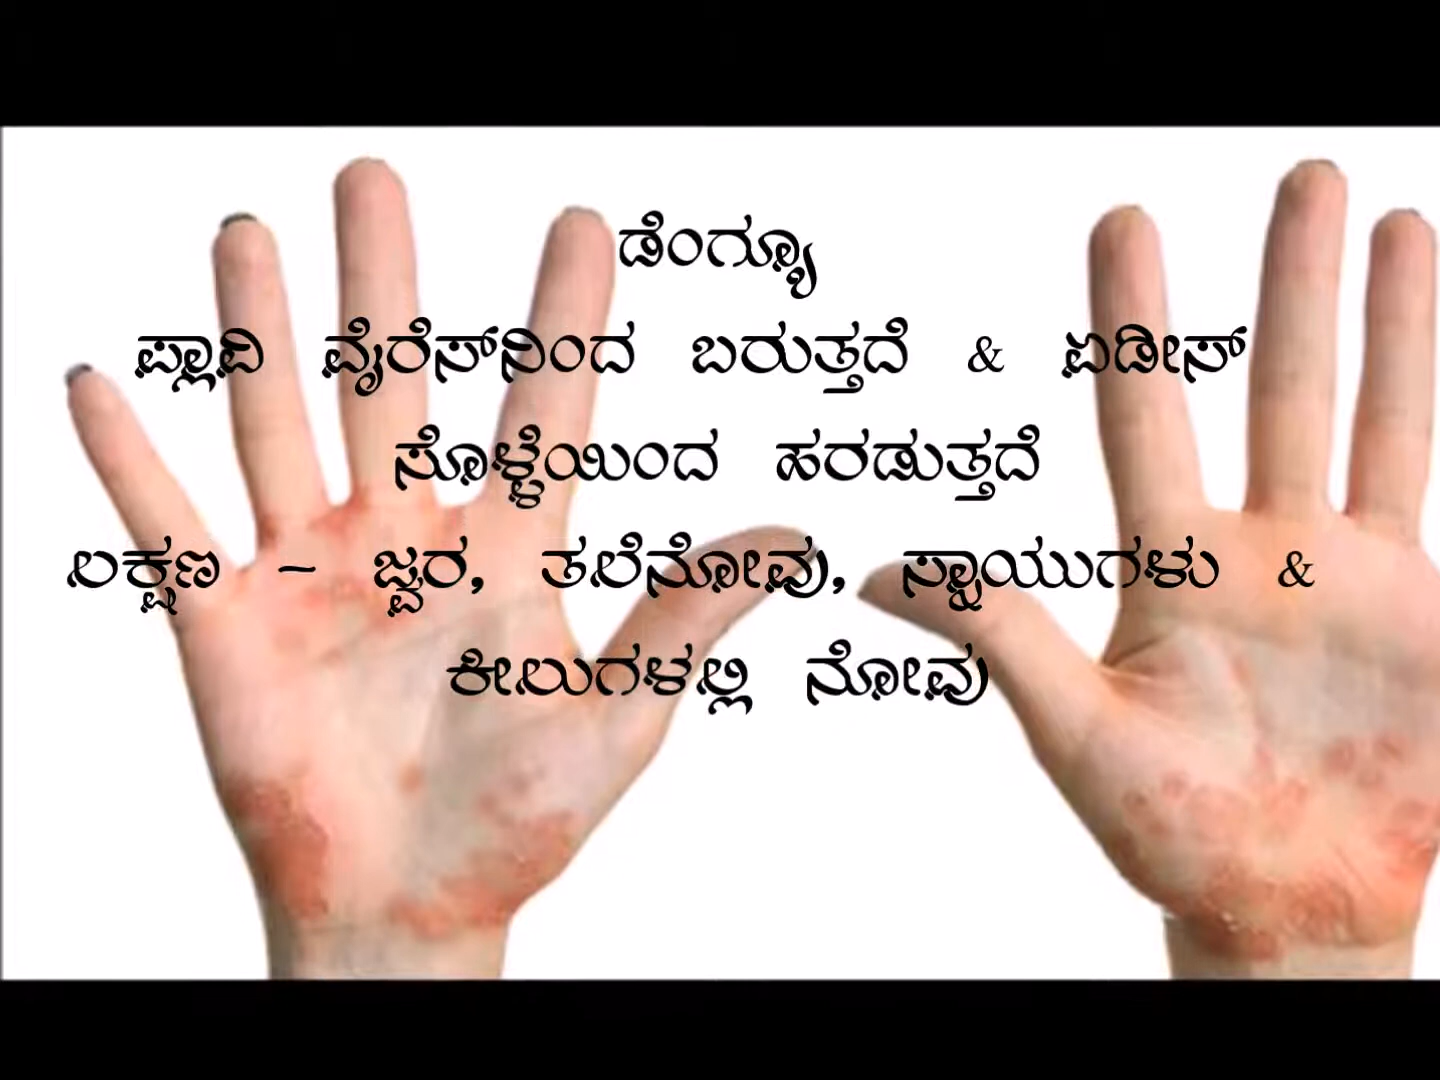 ಡೆಂಗ್ಯೂ
ಪ್ಲಾವಿ ವೈರೆಸ್‌ನಿಂದ ಬರುತ್ತದೆ & ಏಡೀಸ್
ಸೊಳ್ಳೆಯಿಂದ ಹರಡುತ್ತದೆ
ಲಕ್ಷಣ – ಜ್ವರ, ತಲೆನೋವು, ಸ್ನಾಯುಗಳು &
ಕೀಲುಗಳಲ್ಲಿ ನೋವು